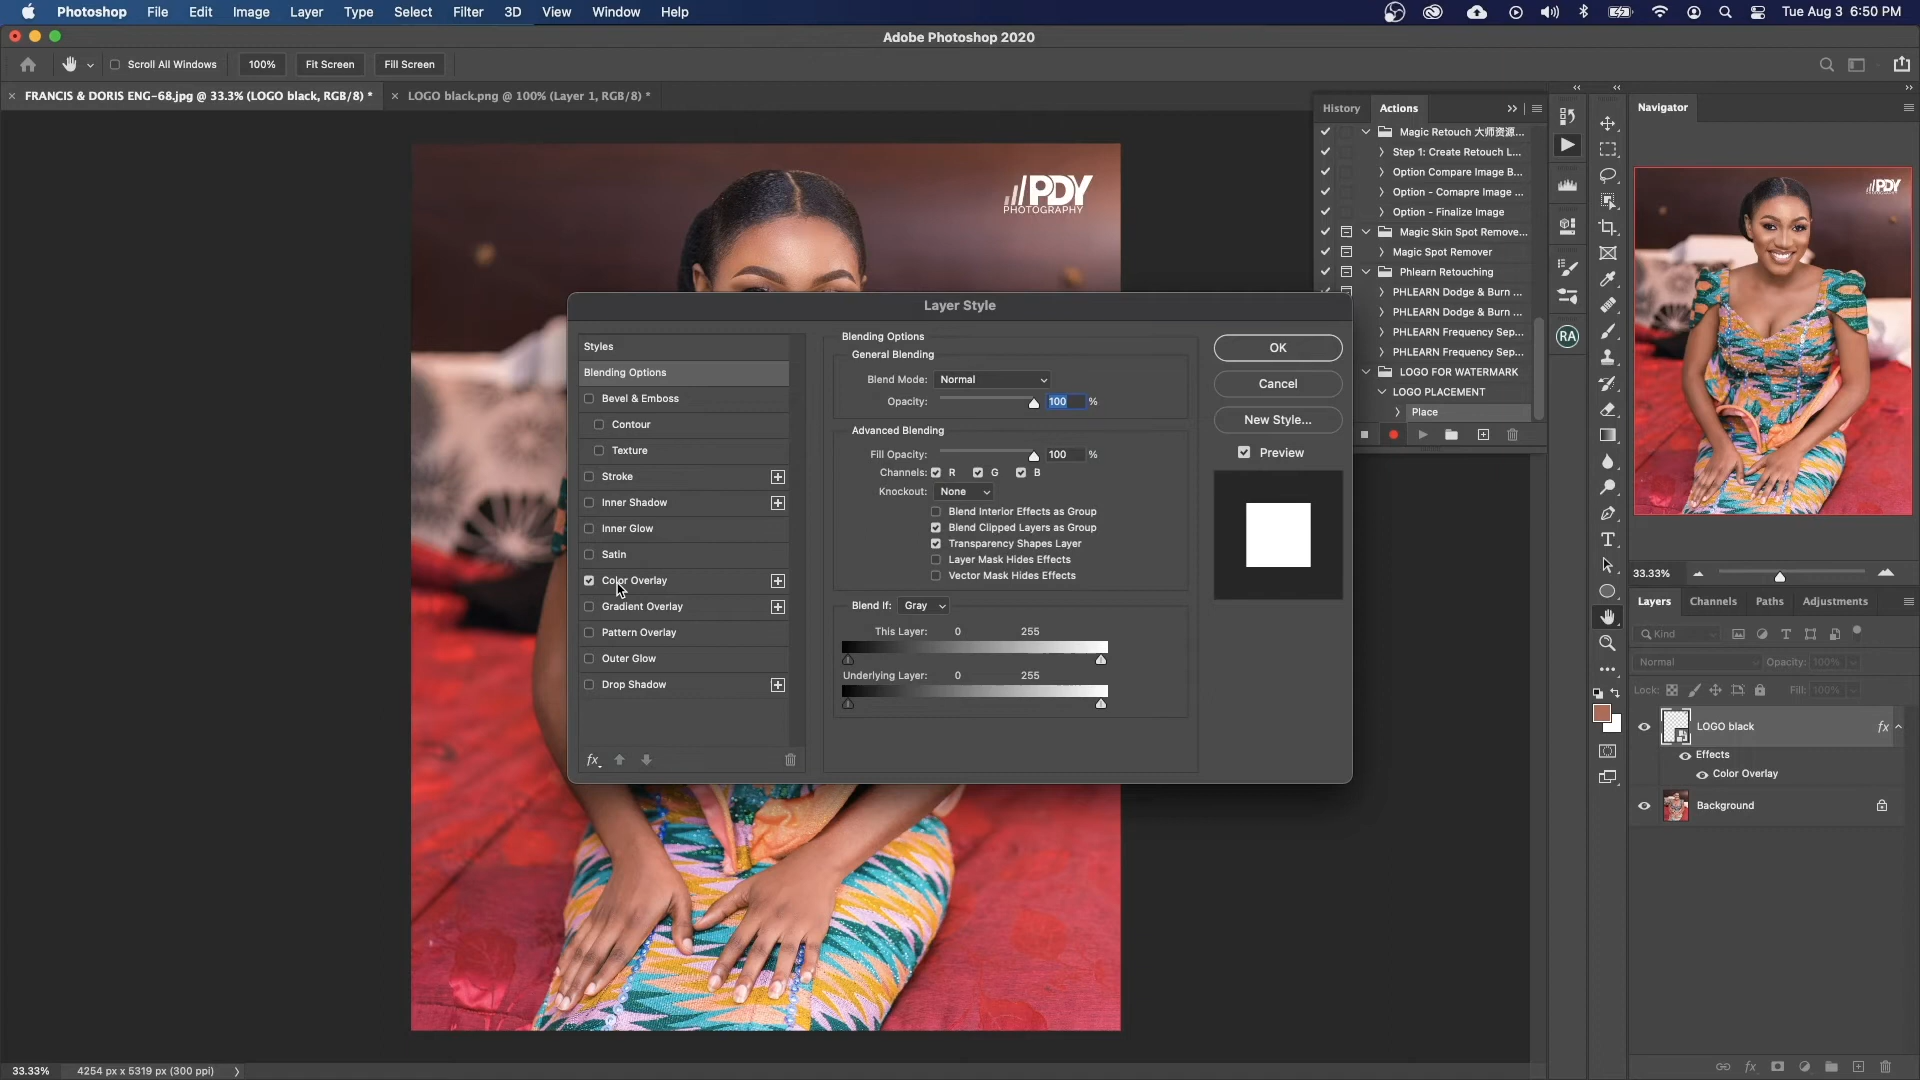 Photoshop File Edit Image Layer Type Select Filter 3D View Window Help
Tue Aug 3 6:50 PM
Adobe Photoshop 2020
Scroll All Windows 100% Fit Screen Fill Screen
× FRANCIS & DORIS ENG-68.jpg @ 33.3% (LOGO black, RGB/8) * × LOGO black.png @ 100% (Layer 1, RGB/8) *
PDY
PHOTOGRAPHY
History Actions
Magic Retouch 大师资源...
Step 1: Create Retouch L...
Option Compare Image B...
Option - Comapre Image ...
Option - Finalize Image
Magic Skin Spot Remove...
Magic Spot Remover
Phlearn Retouching
PHLEARN Dodge & Burn ...
PHLEARN Dodge & Burn ...
PHLEARN Frequency Sep...
PHLEARN Frequency Sep...
LOGO FOR WATERMARK
LOGO PLACEMENT
Place
RA
Layer Style
Styles
Blending Options
Bevel & Emboss
Contour
Texture
Stroke
Inner Shadow
Inner Glow
Satin
Color Overlay
Gradient Overlay
Pattern Overlay
Outer Glow
Drop Shadow
fx
Blending Options
General Blending
Blend Mode: Normal
Opacity: 100 %
Advanced Blending
Fill Opacity: 100 %
Channels: R G B
Knockout: None
Blend Interior Effects as Group
Blend Clipped Layers as Group
Transparency Shapes Layer
Layer Mask Hides Effects
Vector Mask Hides Effects
Blend If: Gray
This Layer: 0 255
Underlying Layer: 0 255
OK
Cancel
New Style...
Preview
Navigator
PDY
33.33%
Layers Channels Paths Adjustments
Kind
Normal Opacity: 100%
Lock: Fill: 100%
LOGO black fx
Effects
Color Overlay
Background
fx
33.33% 4254 px x 5319 px (300 ppi)